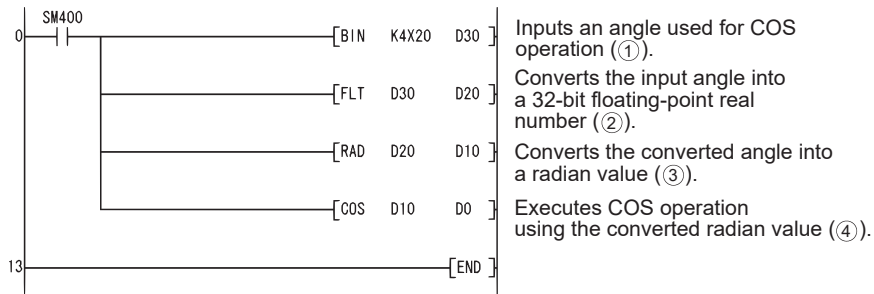 SM400
0 [BIN K4X20 D30 ] Inputs an angle used for COS
operation (①).
[FLT D30 D20 ] Converts the input angle into
a 32-bit floating-point real
number (②).
[RAD D20 D10 ] Converts the converted angle into
a radian value (③).
[COS D10 D0 ] Executes COS operation
using the converted radian value (④).
13 [END ]